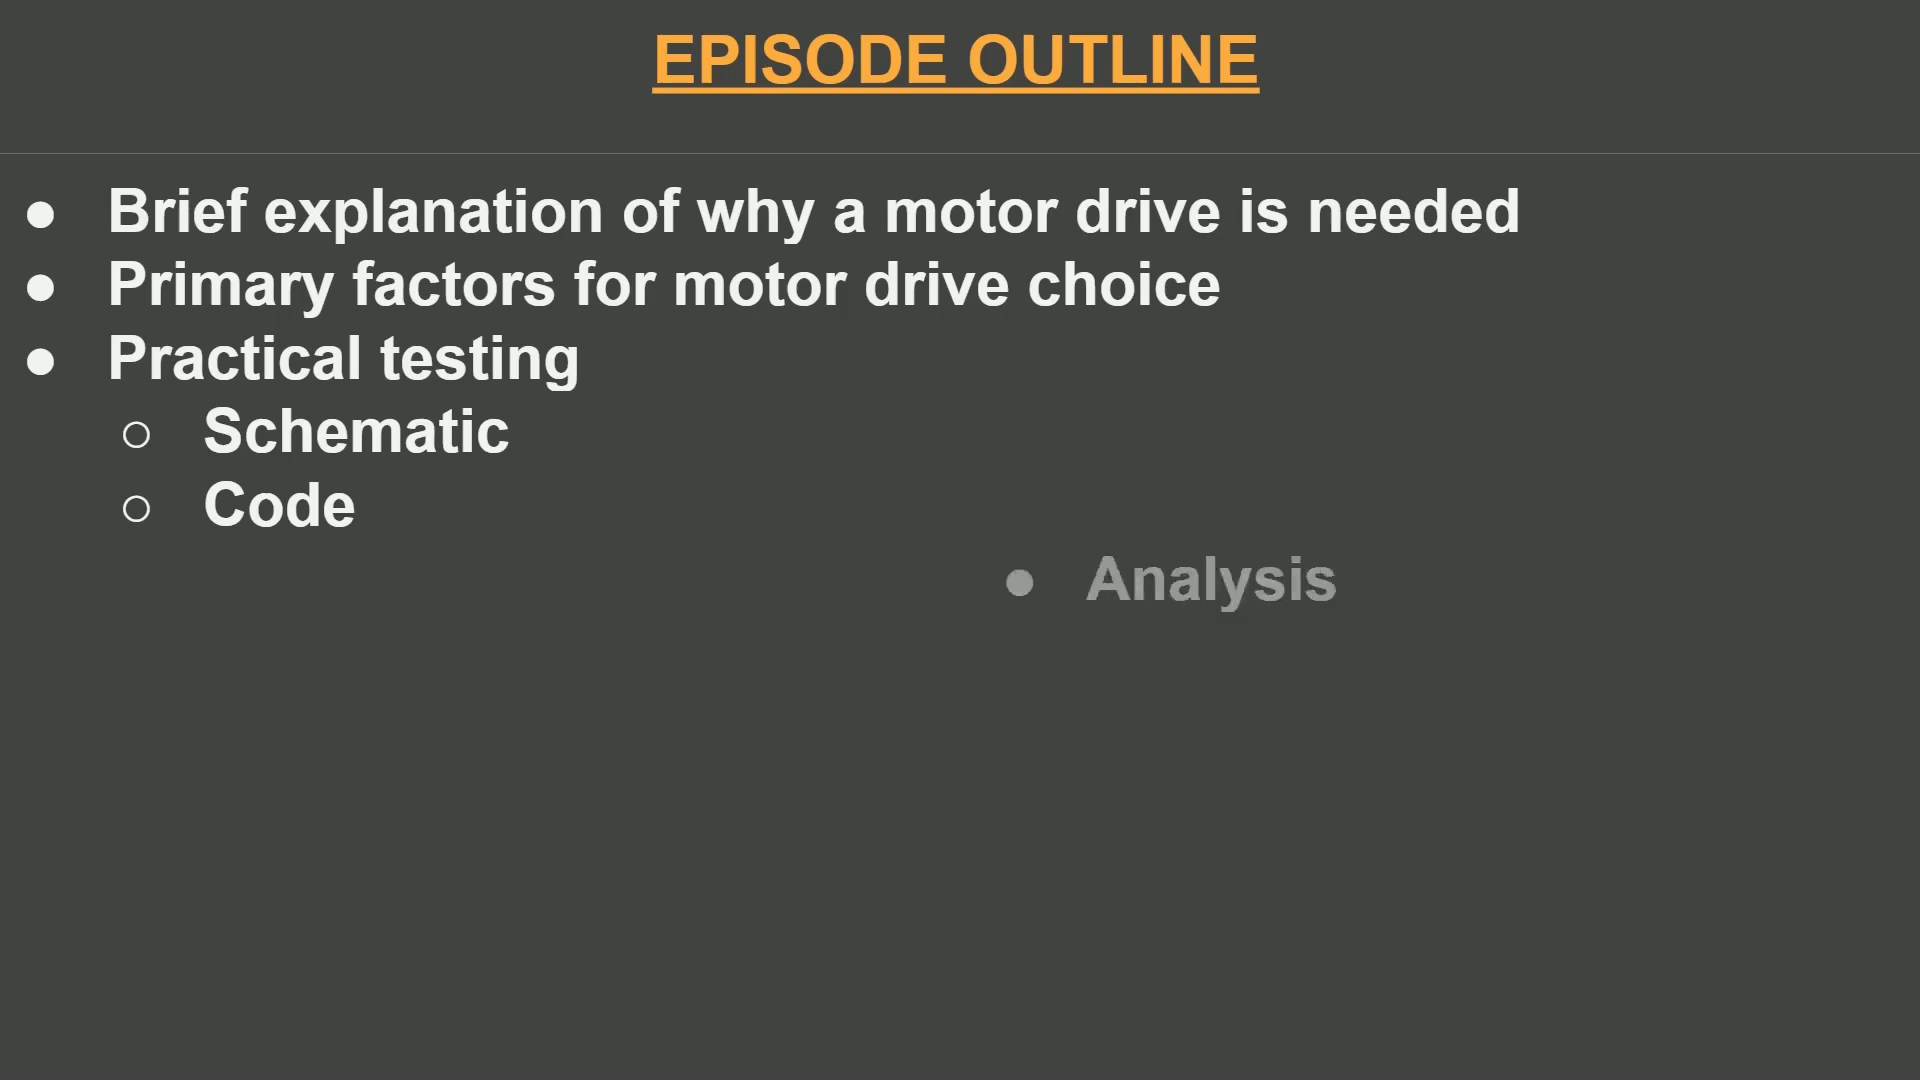 EPISODE OUTLINE
● Brief explanation of why a motor drive is needed
● Primary factors for motor drive choice
● Practical testing
○ Schematic
○ Code
● Analysis